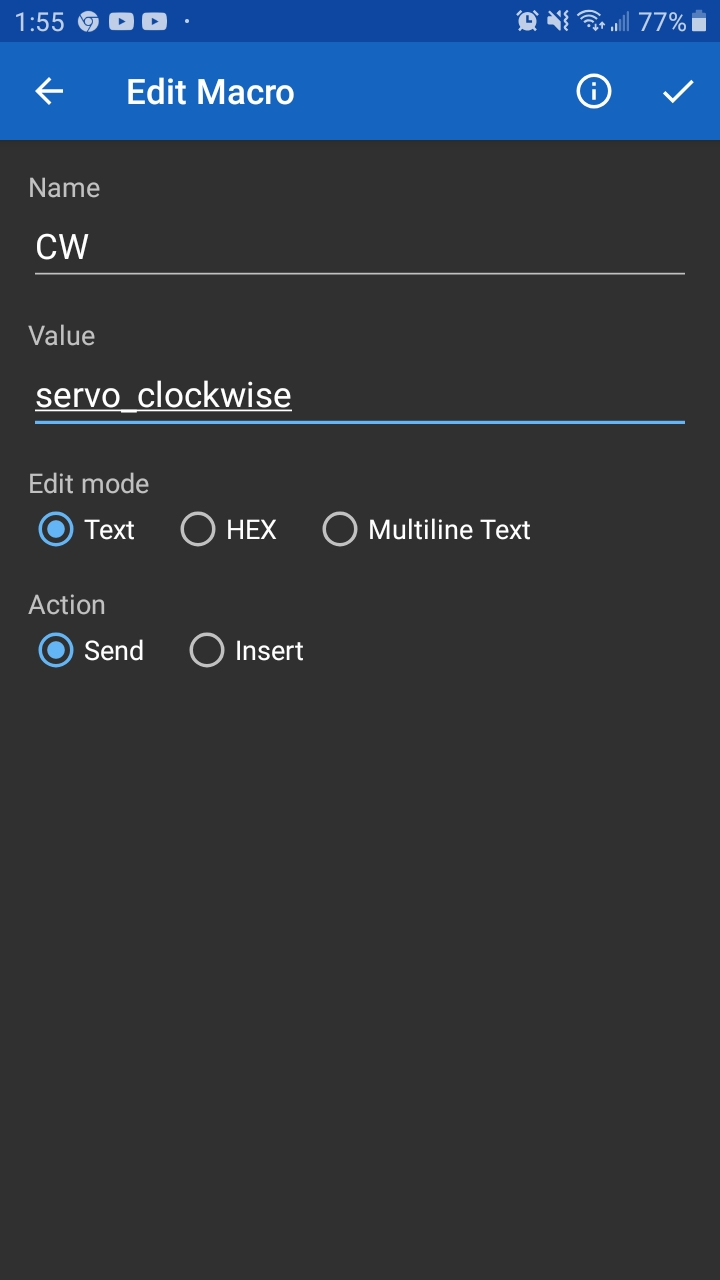 1:55 77%
Edit Macro
Name
CW
Value
servo_clockwise
Edit mode
Text HEX Multiline Text
Action
Send Insert